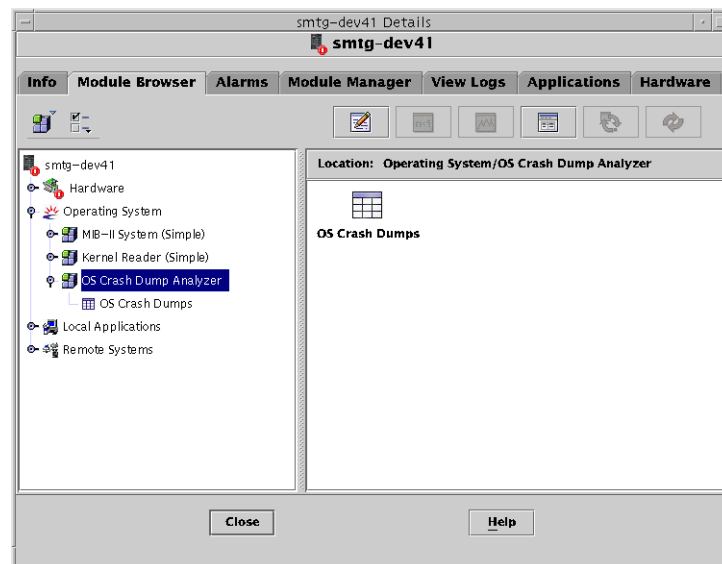 smtg-dev41 Details
smtg-dev41
Info Module Browser Alarms Module Manager View Logs Applications Hardware
smtg-dev41
Hardware
Operating System
MIB-II System (Simple)
Kernel Reader (Simple)
OS Crash Dump Analyzer
OS Crash Dumps
Local Applications
Remote Systems
Location: Operating System/OS Crash Dump Analyzer
OS Crash Dumps
Close Help